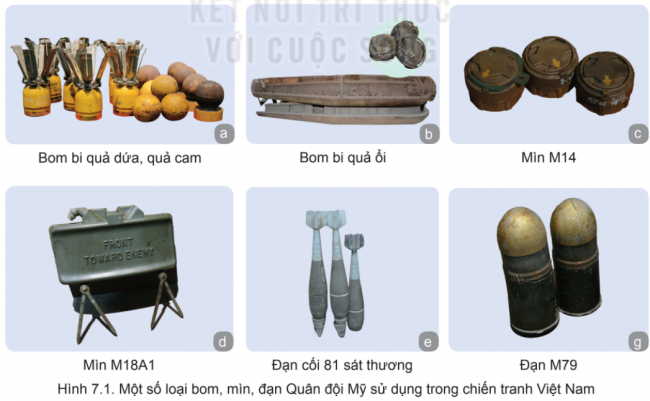 KẾT NỐI TRI THỨC
VỚI CUỘC SỐNG
a
b
c
Bom bi quả dứa, quả cam
Bom bi quả ổi
Mìn M14
FRONT
TOWARD ENEMY
d
e
g
Mìn M18A1
Đạn cối 81 sát thương
Đạn M79
Hình 7.1. Một số loại bom, mìn, đạn Quân đội Mỹ sử dụng trong chiến tranh Việt Nam